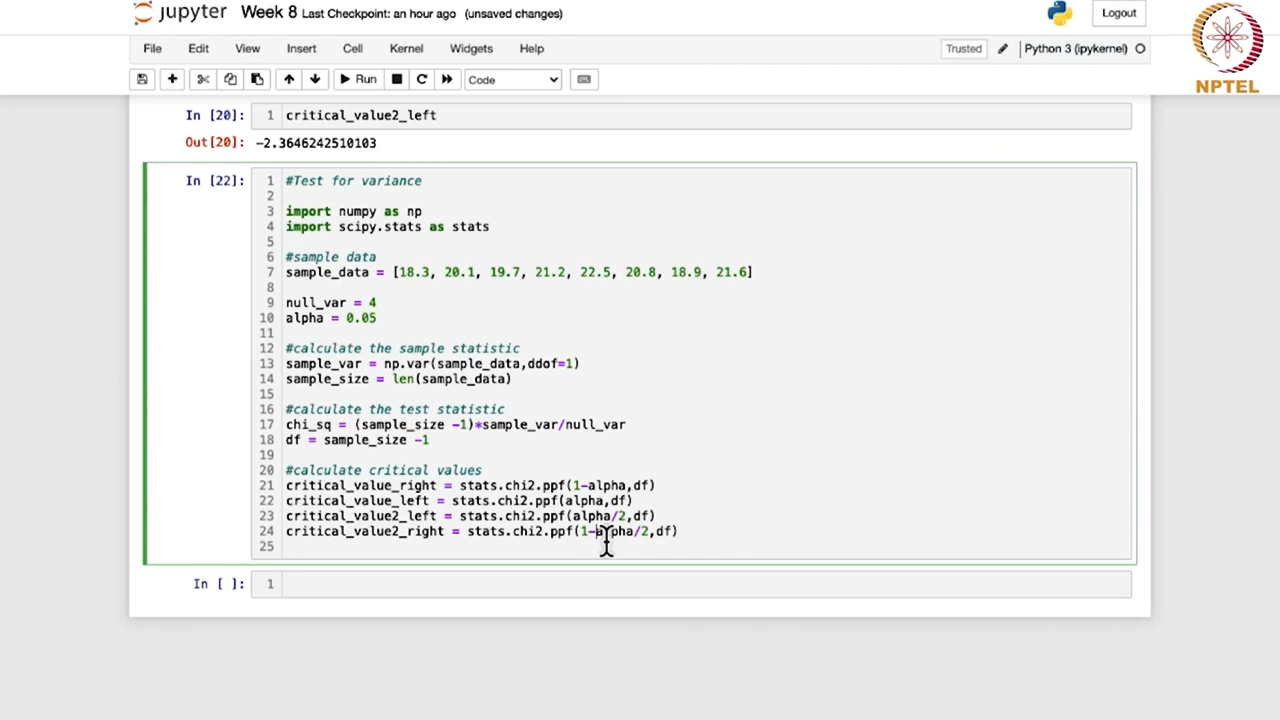 jupyter Week 8 Last Checkpoint: an hour ago (unsaved changes) Logout
File Edit View Insert Cell Kernel Widgets Help Trusted Python 3 (ipykernel)
NPTEL
Run Code
In [20]: 1 critical_value2_left
Out[20]: -2.3646242510103
In [22]: 1 #Test for variance
2
3 import numpy as np
4 import scipy.stats as stats
5
6 #sample data
7 sample_data = [18.3, 20.1, 19.7, 21.2, 22.5, 20.8, 18.9, 21.6]
8
9 null_var = 4
10 alpha = 0.05
11
12 #calculate the sample statistic
13 sample_var = np.var(sample_data,ddof=1)
14 sample_size = len(sample_data)
15
16 #calculate the test statistic
17 chi_sq = (sample_size -1)*sample_var/null_var
18 df = sample_size -1
19
20 #calculate critical values
21 critical_value_right = stats.chi2.ppf(1-alpha,df)
22 critical_value_left = stats.chi2.ppf(alpha,df)
23 critical_value2_left = stats.chi2.ppf(alpha/2,df)
24 critical_value2_right = stats.chi2.ppf(1-alpha/2,df)
25
In [ ]: 1